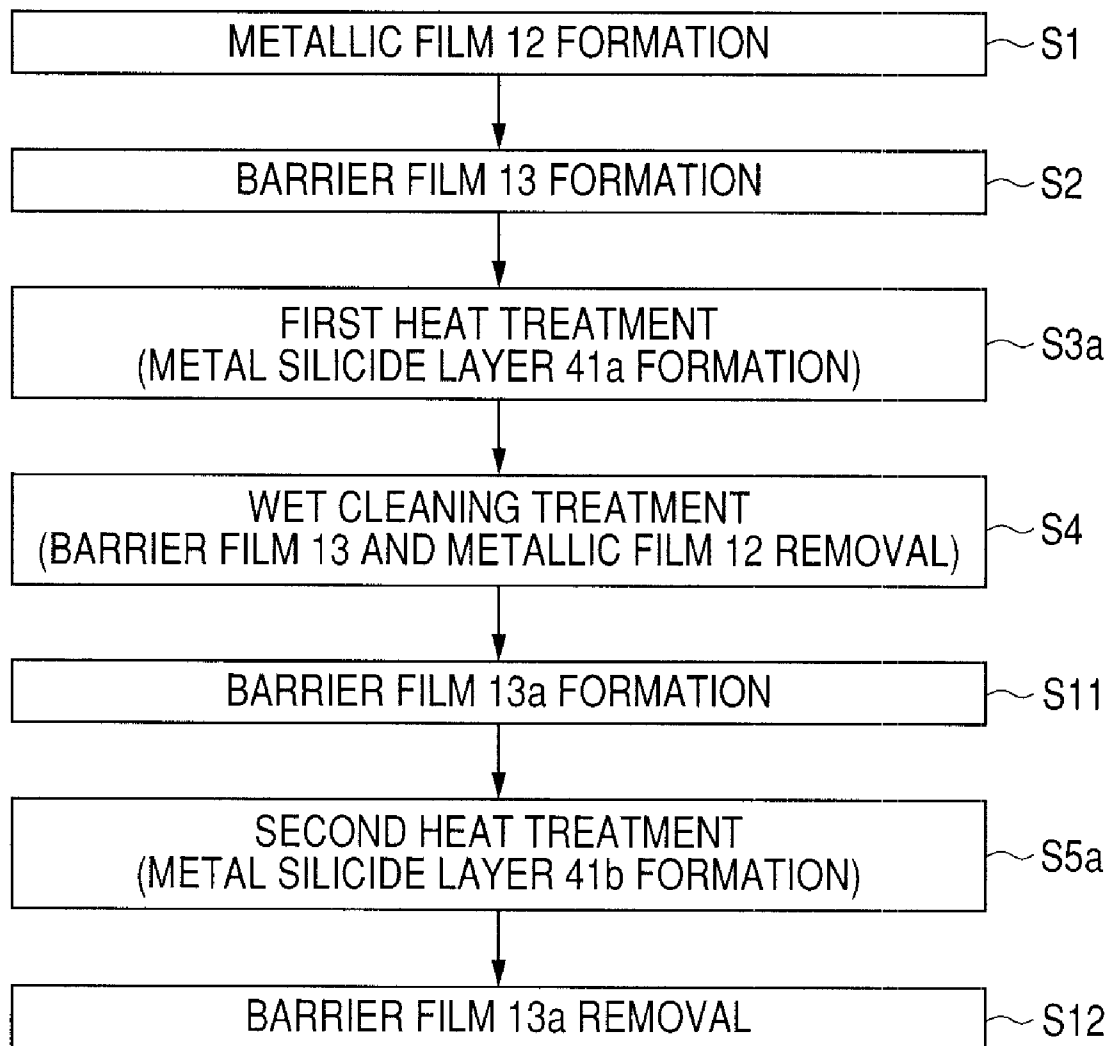 METALLIC FILM 12 FORMATION
S1
BARRIER FILM 13 FORMATION
S2
FIRST HEAT TREATMENT
(METAL SILICIDE LAYER 41a FORMATION)
S3a
WET CLEANING TREATMENT
(BARRIER FILM 13 AND METALLIC FILM 12 REMOVAL)
S4
BARRIER FILM 13a FORMATION
S11
SECOND HEAT TREATMENT
(METAL SILICIDE LAYER 41b FORMATION)
S5a
BARRIER FILM 13a REMOVAL
S12